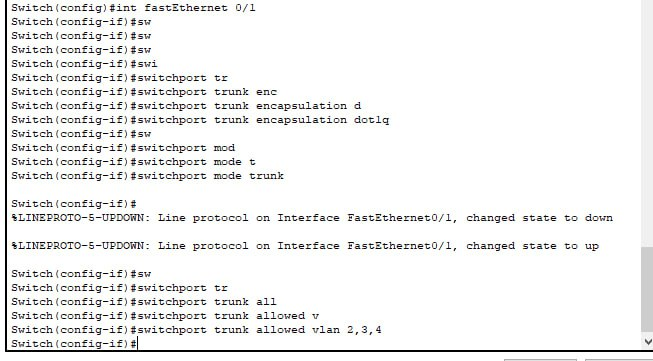 Switch(config)#int fastEthernet 0/1
Switch(config-if)#sw
Switch(config-if)#sw
Switch(config-if)#sw
Switch(config-if)#swi
Switch(config-if)#switchport tr
Switch(config-if)#switchport trunk enc
Switch(config-if)#switchport trunk encapsulation d
Switch(config-if)#switchport trunk encapsulation dot1q
Switch(config-if)#sw
Switch(config-if)#switchport mod
Switch(config-if)#switchport mode t
Switch(config-if)#switchport mode trunk
Switch(config-if)#
%LINEPROTO-5-UPDOWN: Line protocol on Interface FastEthernet0/1, changed state to down
%LINEPROTO-5-UPDOWN: Line protocol on Interface FastEthernet0/1, changed state to up
Switch(config-if)#sw
Switch(config-if)#switchport tr
Switch(config-if)#switchport trunk all
Switch(config-if)#switchport trunk allowed v
Switch(config-if)#switchport trunk allowed vlan 2,3,4
Switch(config-if)#